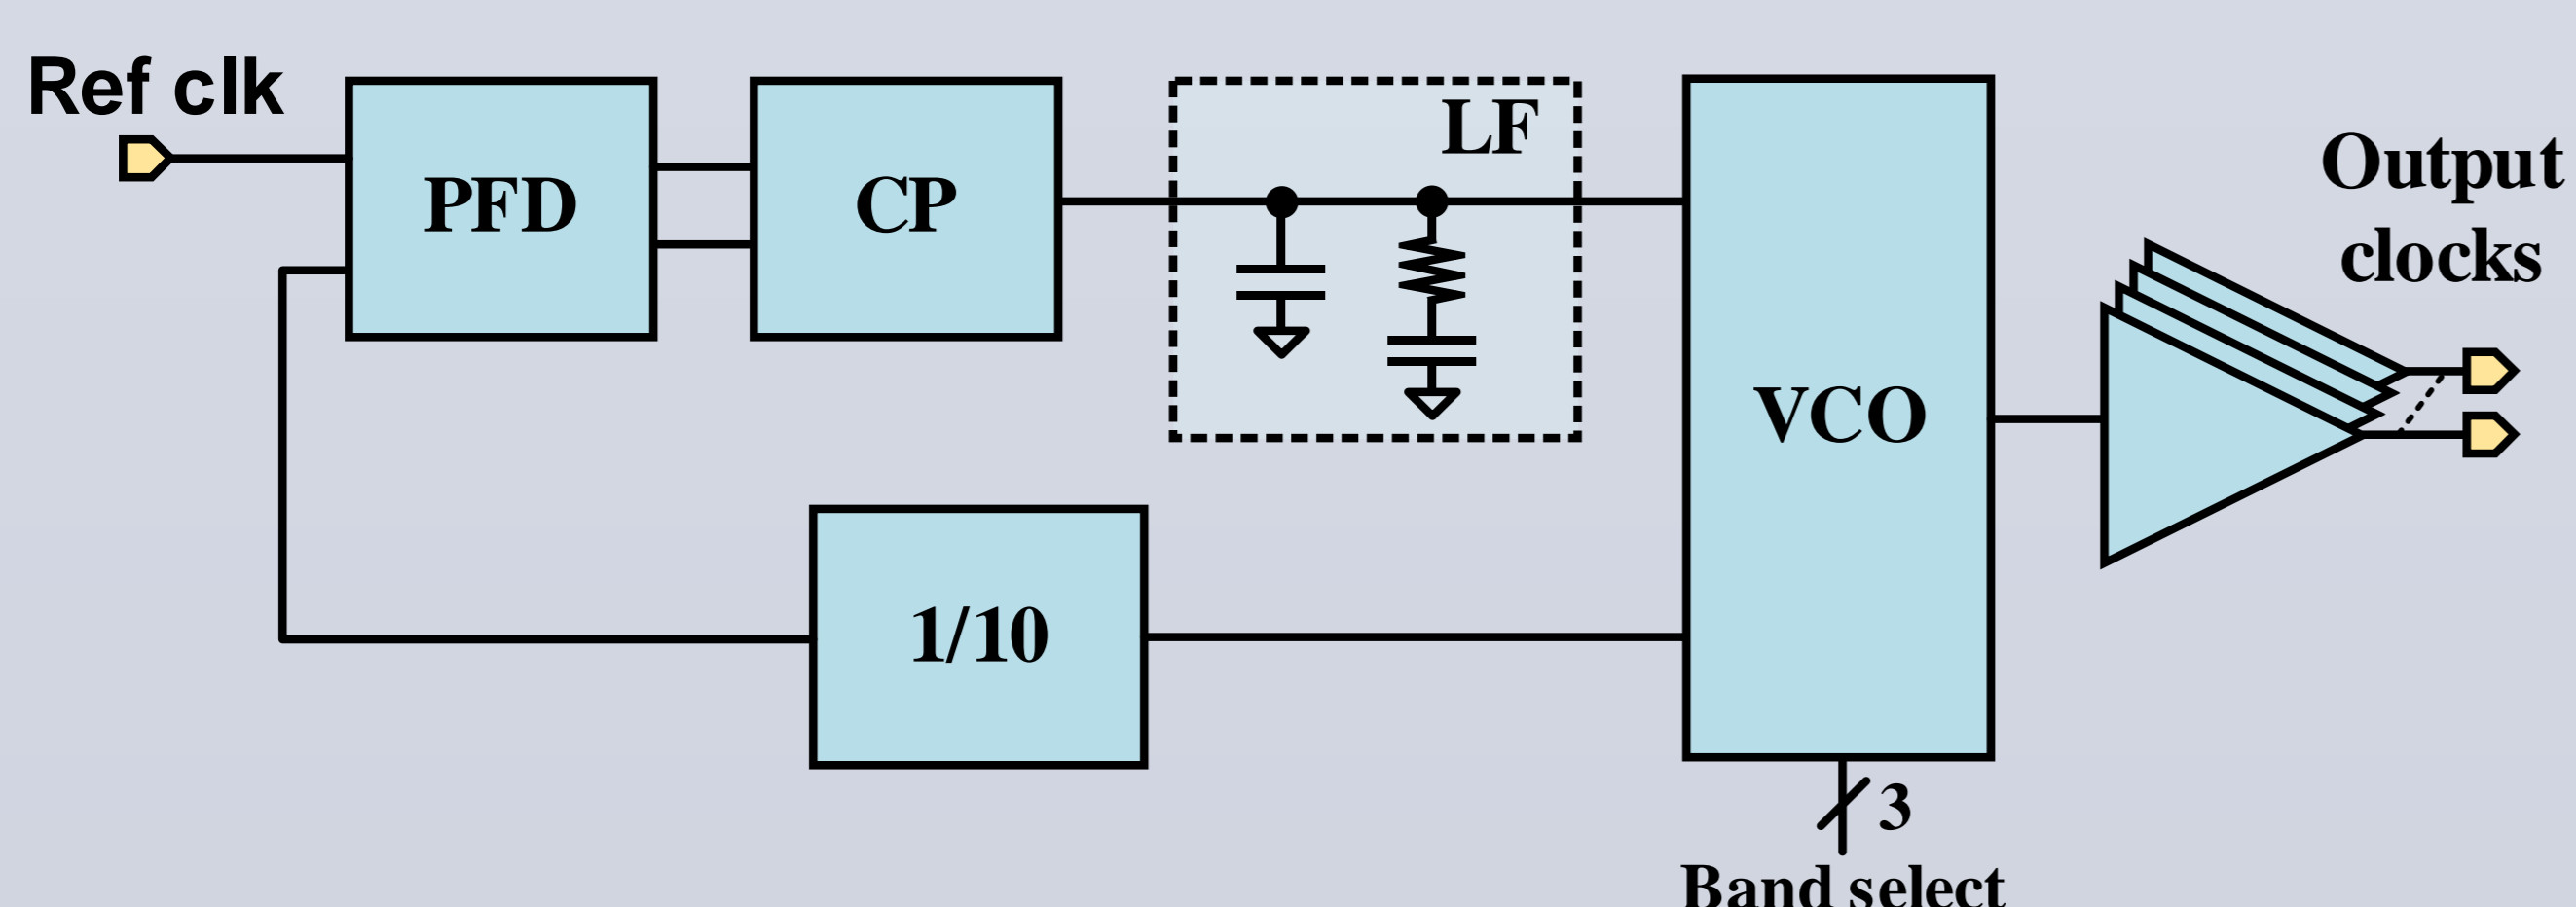 Ref clk
PFD
CP
LF
VCO
Output
clocks
1/10
3
Band select